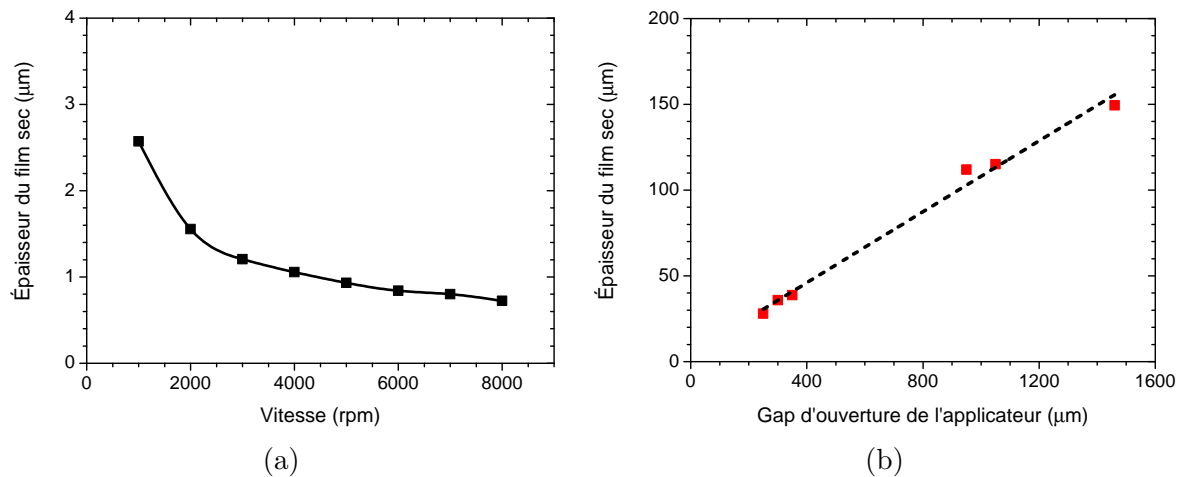 4
3
2
1
0
0 2000 4000 6000 8000
Épaisseur du film sec (μm)
Vitesse (rpm)
(a)
200
150
100
50
0
0 400 800 1200 1600
Épaisseur du film sec (μm)
Gap d'ouverture de l'applicateur (μm)
(b)